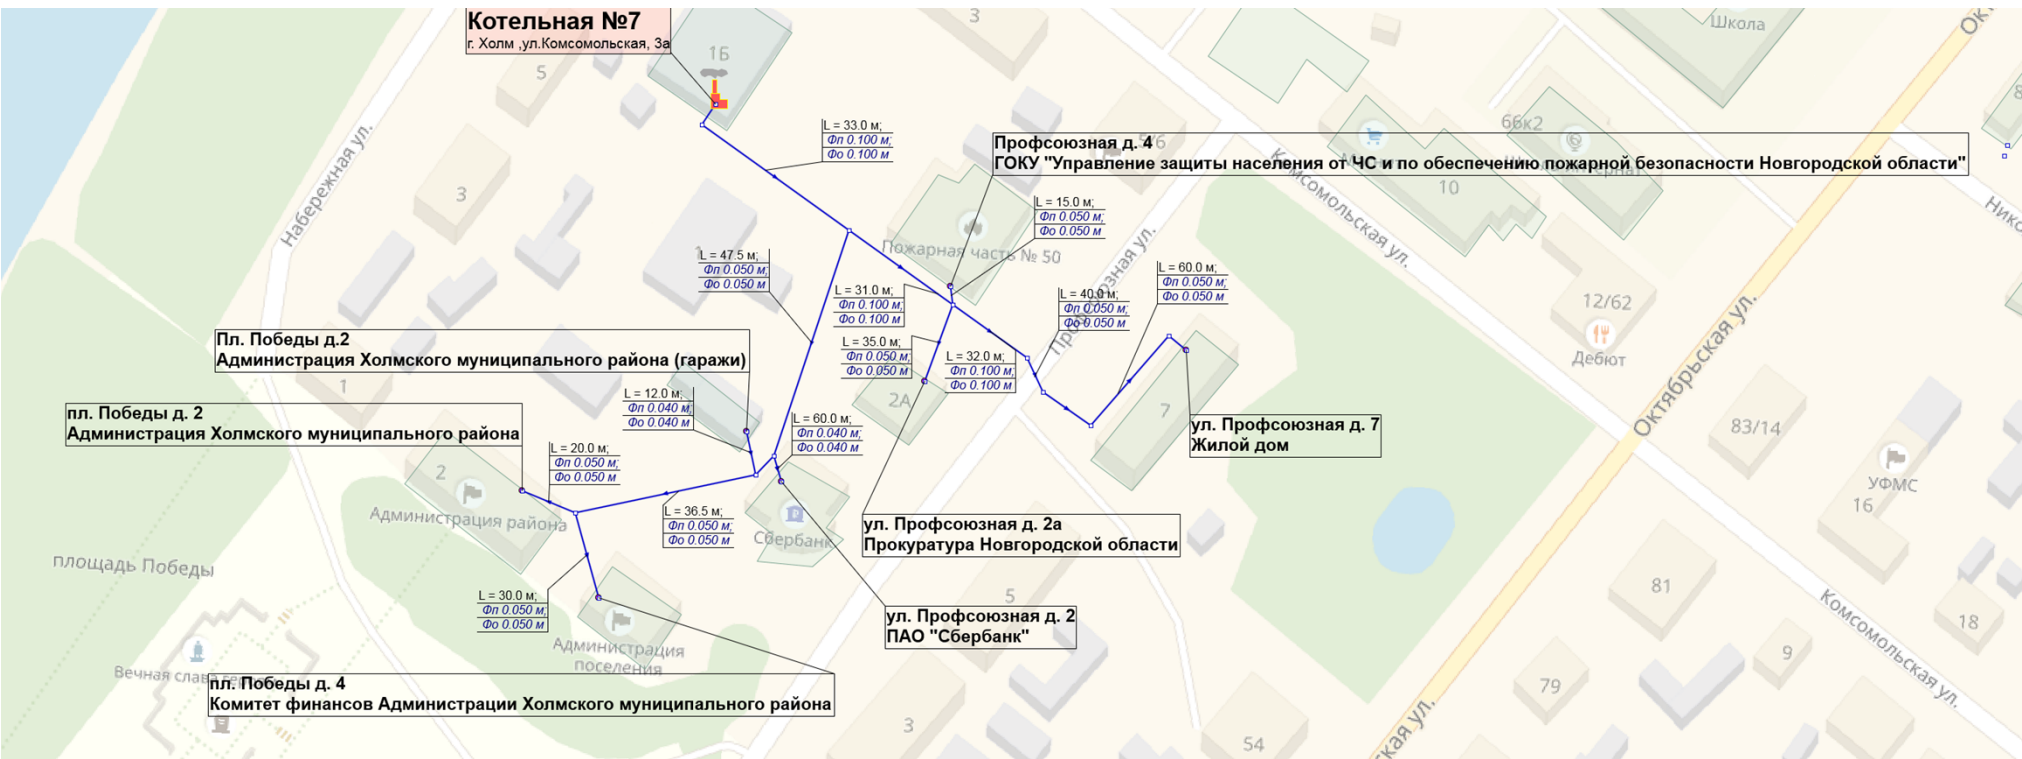 Котельная №7
г. Холм ,ул.Комсомольская, 3а
1Б
3
Школа
5
Набережная ул.
L = 33.0 м;
Фп 0.100 м;
Фо 0.100 м
Профсоюзная д. 4
ГОКУ "Управление защиты населения от ЧС и по обеспечению пожарной безопасности Новгородской области"
66к2
10
Комсомольская ул.
3
Пожарная часть № 50
L = 15.0 м;
Фп 0.050 м;
Фо 0.050 м
L = 47.5 м;
Фп 0.050 м;
Фо 0.050 м
L = 31.0 м;
Фп 0.100 м;
Фо 0.100 м
L = 40.0 м;
Фп 0.050 м;
Фо 0.050 м
L = 60.0 м;
Фп 0.050 м;
Фо 0.050 м
12/62
Дебют
Октябрьская ул.
Пл. Победы д.2
Администрация Холмского муниципального района (гаражи)
1
L = 35.0 м;
Фп 0.050 м;
Фо 0.050 м
L = 32.0 м;
Фп 0.100 м;
Фо 0.100 м
2А
7
L = 12.0 м;
Фп 0.040 м;
Фо 0.040 м
L = 60.0 м;
Фп 0.040 м;
Фо 0.040 м
пл. Победы д. 2
Администрация Холмского муниципального района
ул. Профсоюзная д. 7
Жилой дом
83/14
УФМС
16
L = 20.0 м;
Фп 0.050 м;
Фо 0.050 м
2
Администрация района
L = 36.5 м;
Фп 0.050 м;
Фо 0.050 м
Сбербанк
ул. Профсоюзная д. 2а
Прокуратура Новгородской области
площадь Победы
L = 30.0 м;
Фп 0.050 м;
Фо 0.050 м
5
81
18
ул. Профсоюзная д. 2
ПАО "Сбербанк"
Администрация
поселения
Комсомольская ул.
9
Вечная слава
пл. Победы д. 4
Комитет финансов Администрации Холмского муниципального района
79
3
54